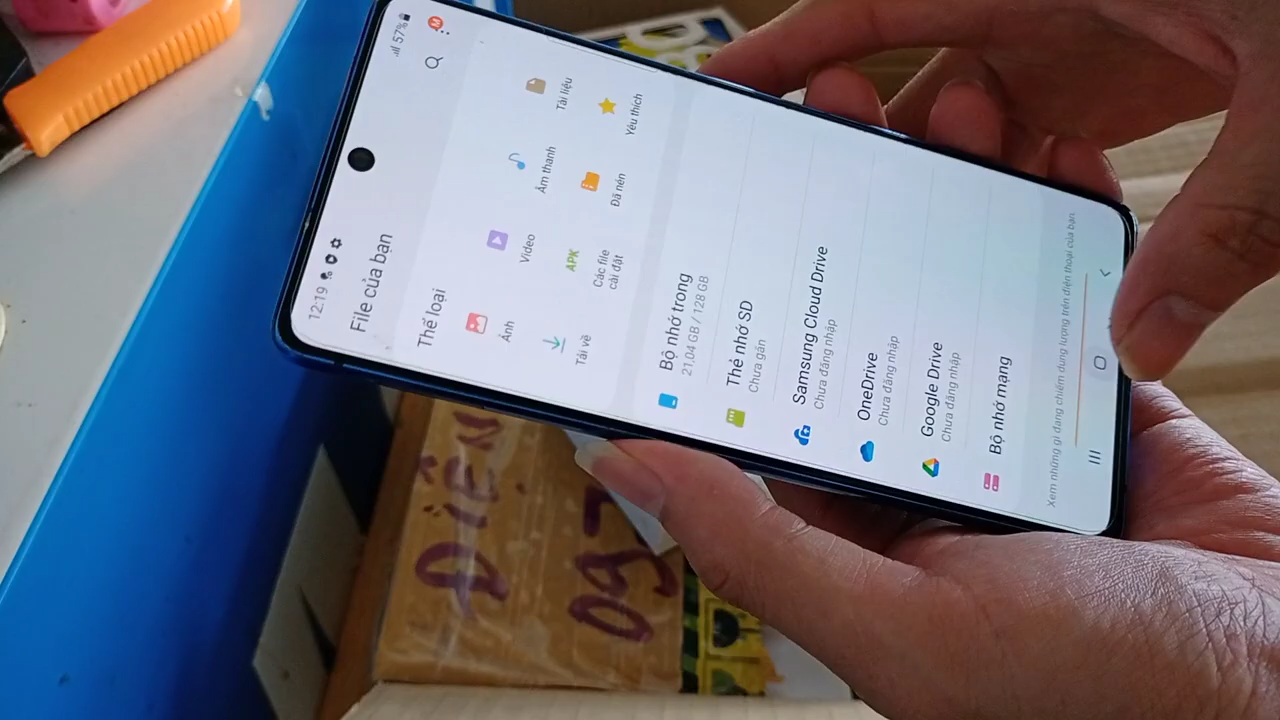 12:19
57%
File của bạn
Thể loại
Ảnh
Video
Âm thanh
Tài liệu
Tải về
APK
Các file
cài đặt
Đã nén
Yêu thích
Bộ nhớ trong
21,04 GB / 128 GB
Thẻ nhớ SD
Chưa gắn
Samsung Cloud Drive
Chưa đăng nhập
OneDrive
Chưa đăng nhập
Google Drive
Chưa đăng nhập
Bộ nhớ mạng
Xem những gì đang chiếm dung lượng trên điện thoại của bạn.
097